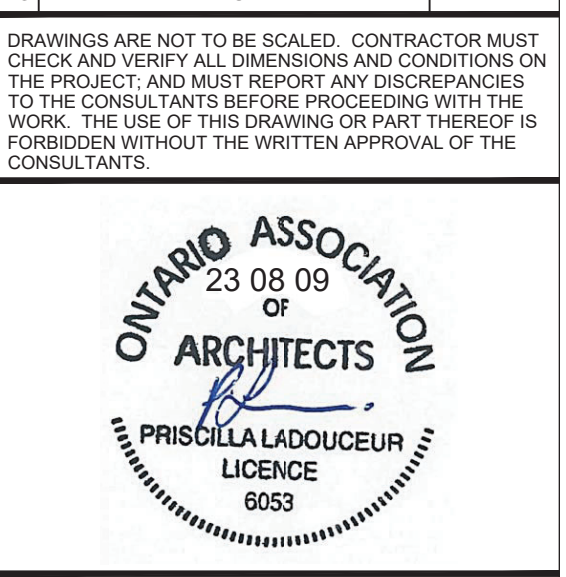 DRAWINGS ARE NOT TO BE SCALED. CONTRACTOR MUST
CHECK AND VERIFY ALL DIMENSIONS AND CONDITIONS ON
THE PROJECT; AND MUST REPORT ANY DISCREPANCIES
TO THE CONSULTANTS BEFORE PROCEEDING WITH THE
WORK. THE USE OF THIS DRAWING OR PART THEREOF IS
FORBIDDEN WITHOUT THE WRITTEN APPROVAL OF THE
CONSULTANTS.
ONTARIO ASSOCIATION
23 08 09
OF
ARCHITECTS
PRISCILLA LADOUCEUR
LICENCE
6053